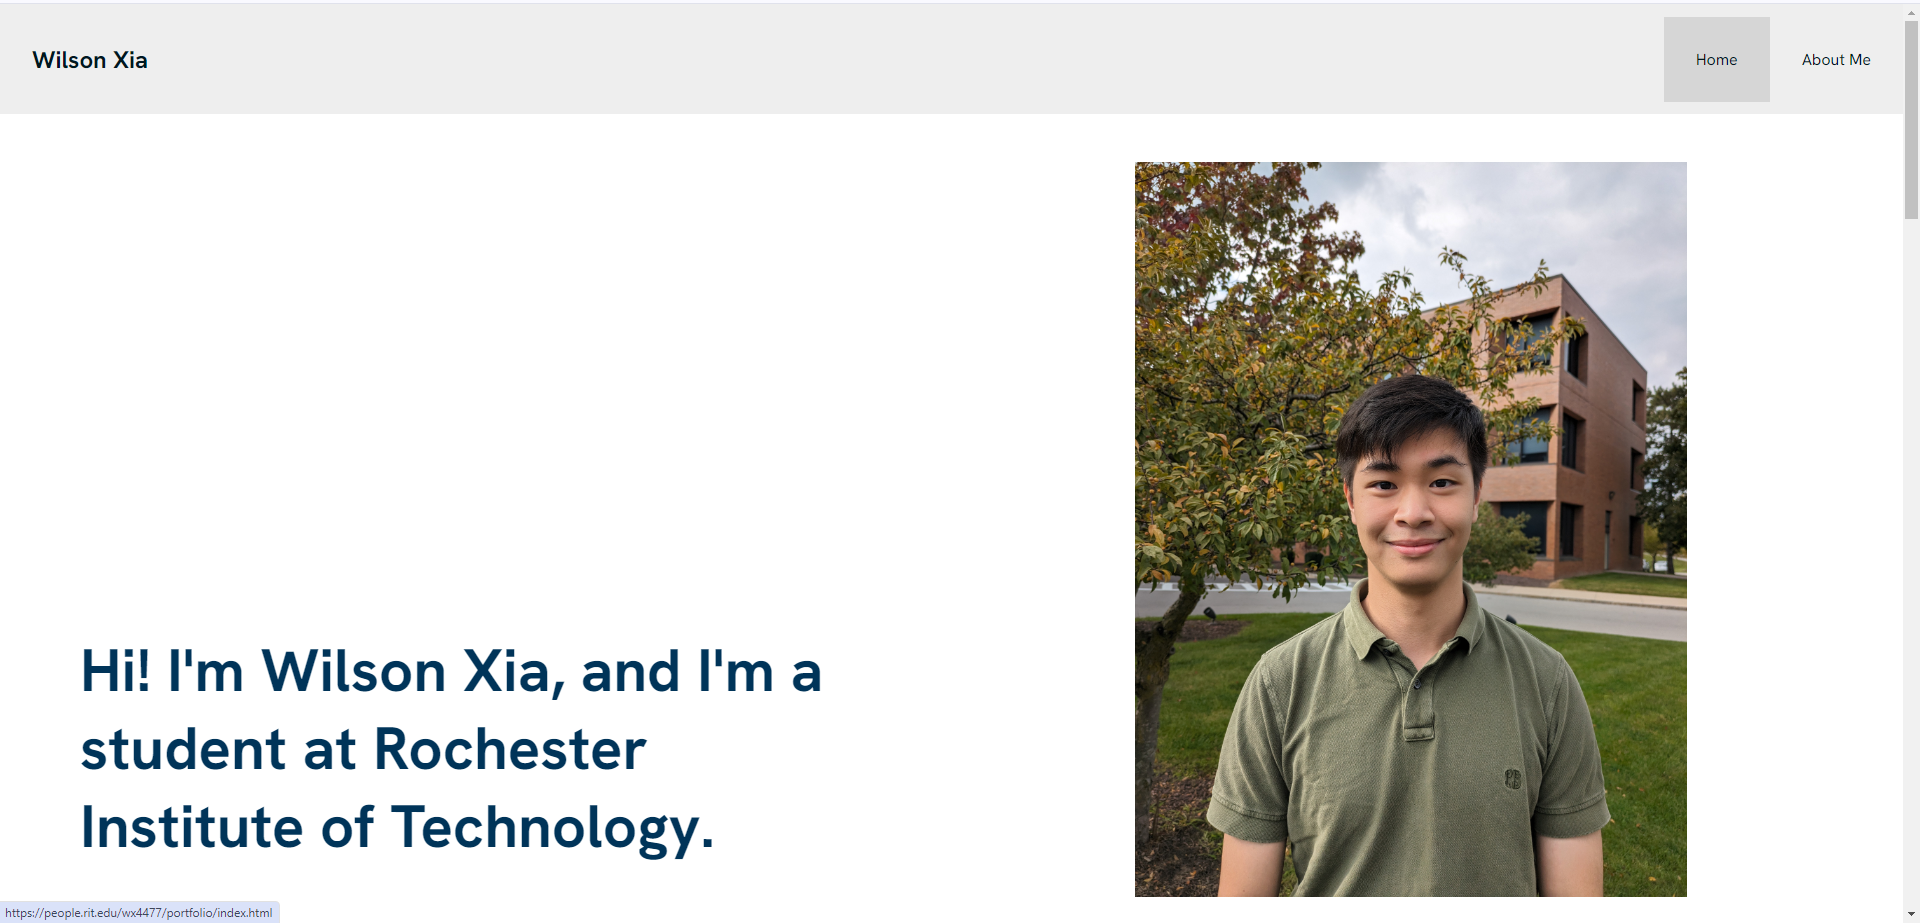 Wilson Xia
Home
About Me
Hi! I'm Wilson Xia, and I'm a
student at Rochester
Institute of Technology.
https://people.rit.edu/wx4477/portfolio/index.html